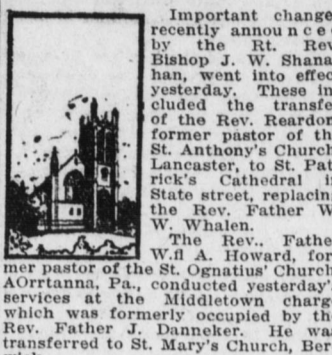 Important change
recently announce
by the Rt. Rev
Bishop J. W. Shana
han, went into effec
yesterday. These in
cluded the transfe
of the Rev. Reardon
former pastor of the
St. Anthony's Church
Lancaster, to St. Pat
rick's Cathedral i
State street, replacin
the Rev. Father W
W. Whalen.
The Rev.. Fathe
W.fl A. Howard, for
mer pastor of the St. Ognatius' Church
AOrrtanna, Pa., conducted yesterday'
services at the Middletown charg
which was formerly occupied by the
Rev. Father J. Danneker. He wa
transferred to St. Mary's Church, Ber